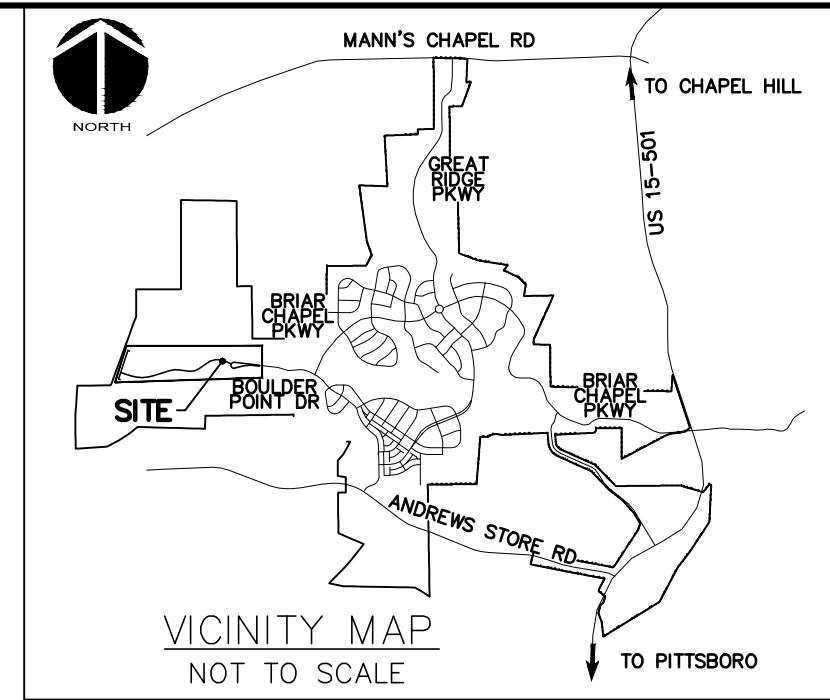 MANN'S CHAPEL RD
TO CHAPEL HILL
NORTH
US 15-501
GREAT
RIDGE
PKWY
BRIAR
CHAPEL
PKWY
BOULDER
POINT DR
SITE
BRIAR
CHAPEL
PKWY
ANDREWS STORE RD
VICINITY MAP
NOT TO SCALE
TO PITTSBORO